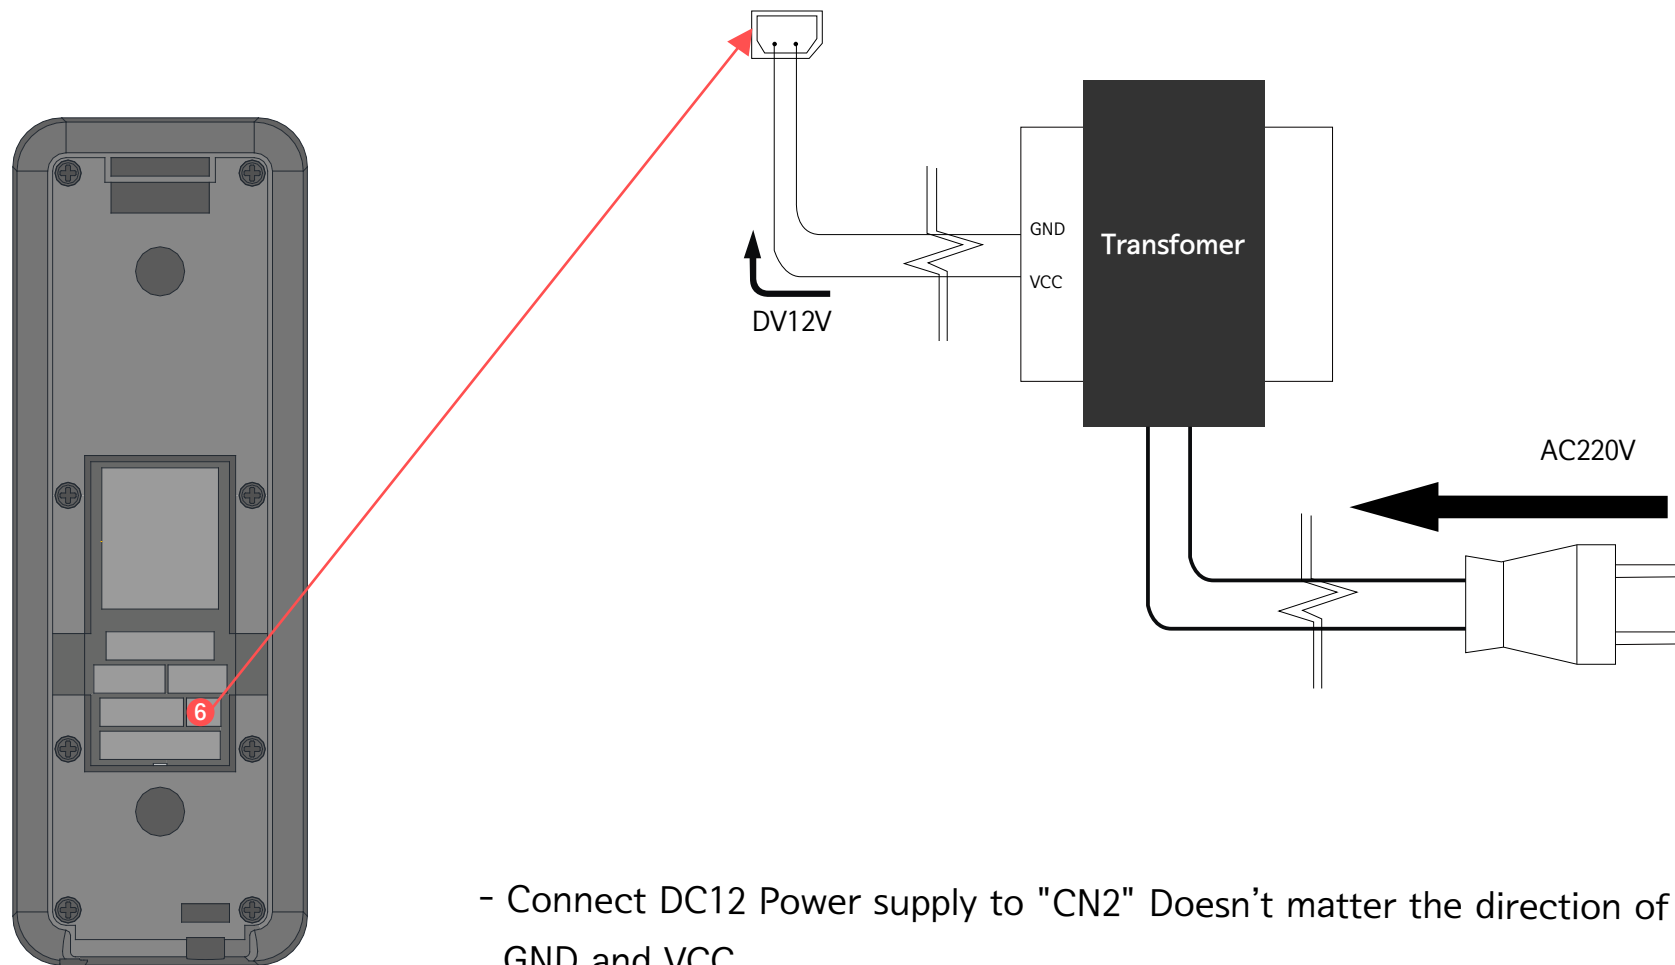 GND
Transfomer
VCC
DV12V
AC220V
6
- Connect DC12 Power supply to "CN2" Doesn’t matter the direction of
GND and VCC